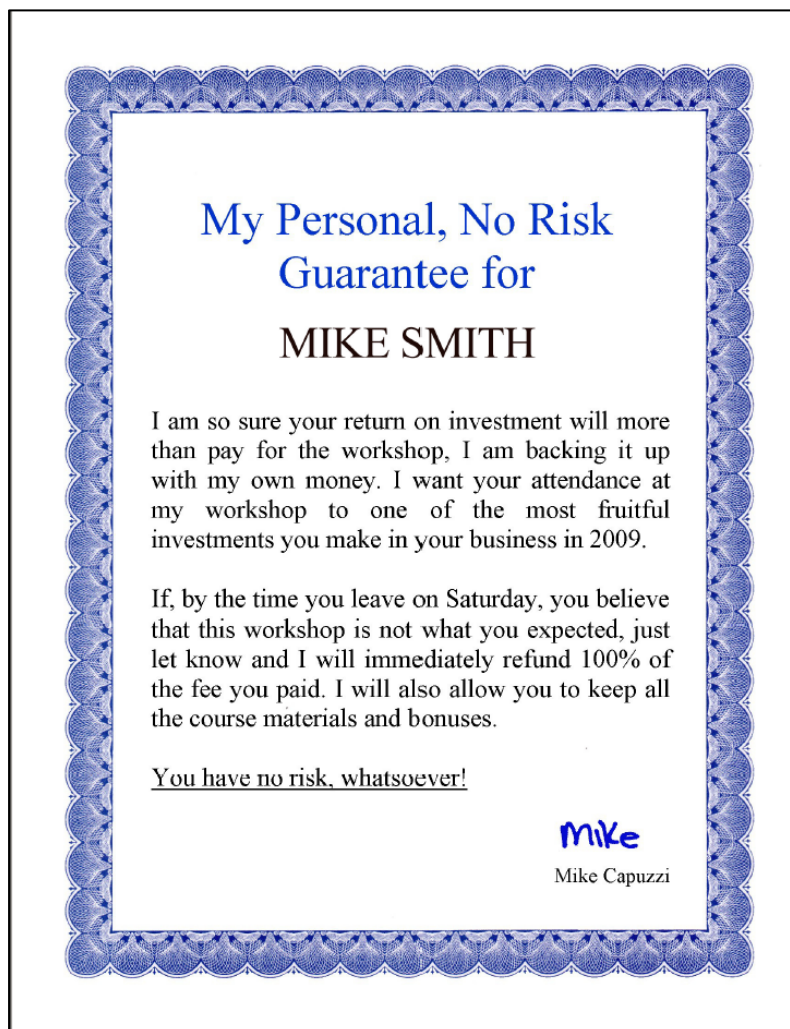 My Personal, No Risk
Guarantee for
MIKE SMITH
I am so sure your return on investment will more
than pay for the workshop, I am backing it up
with my own money. I want your attendance at
my workshop to one of the most fruitful
investments you make in your business in 2009.
If, by the time you leave on Saturday, you believe
that this workshop is not what you expected, just
let know and I will immediately refund 100% of
the fee you paid. I will also allow you to keep all
the course materials and bonuses.
You have no risk, whatsoever!
Mike
Mike Capuzzi